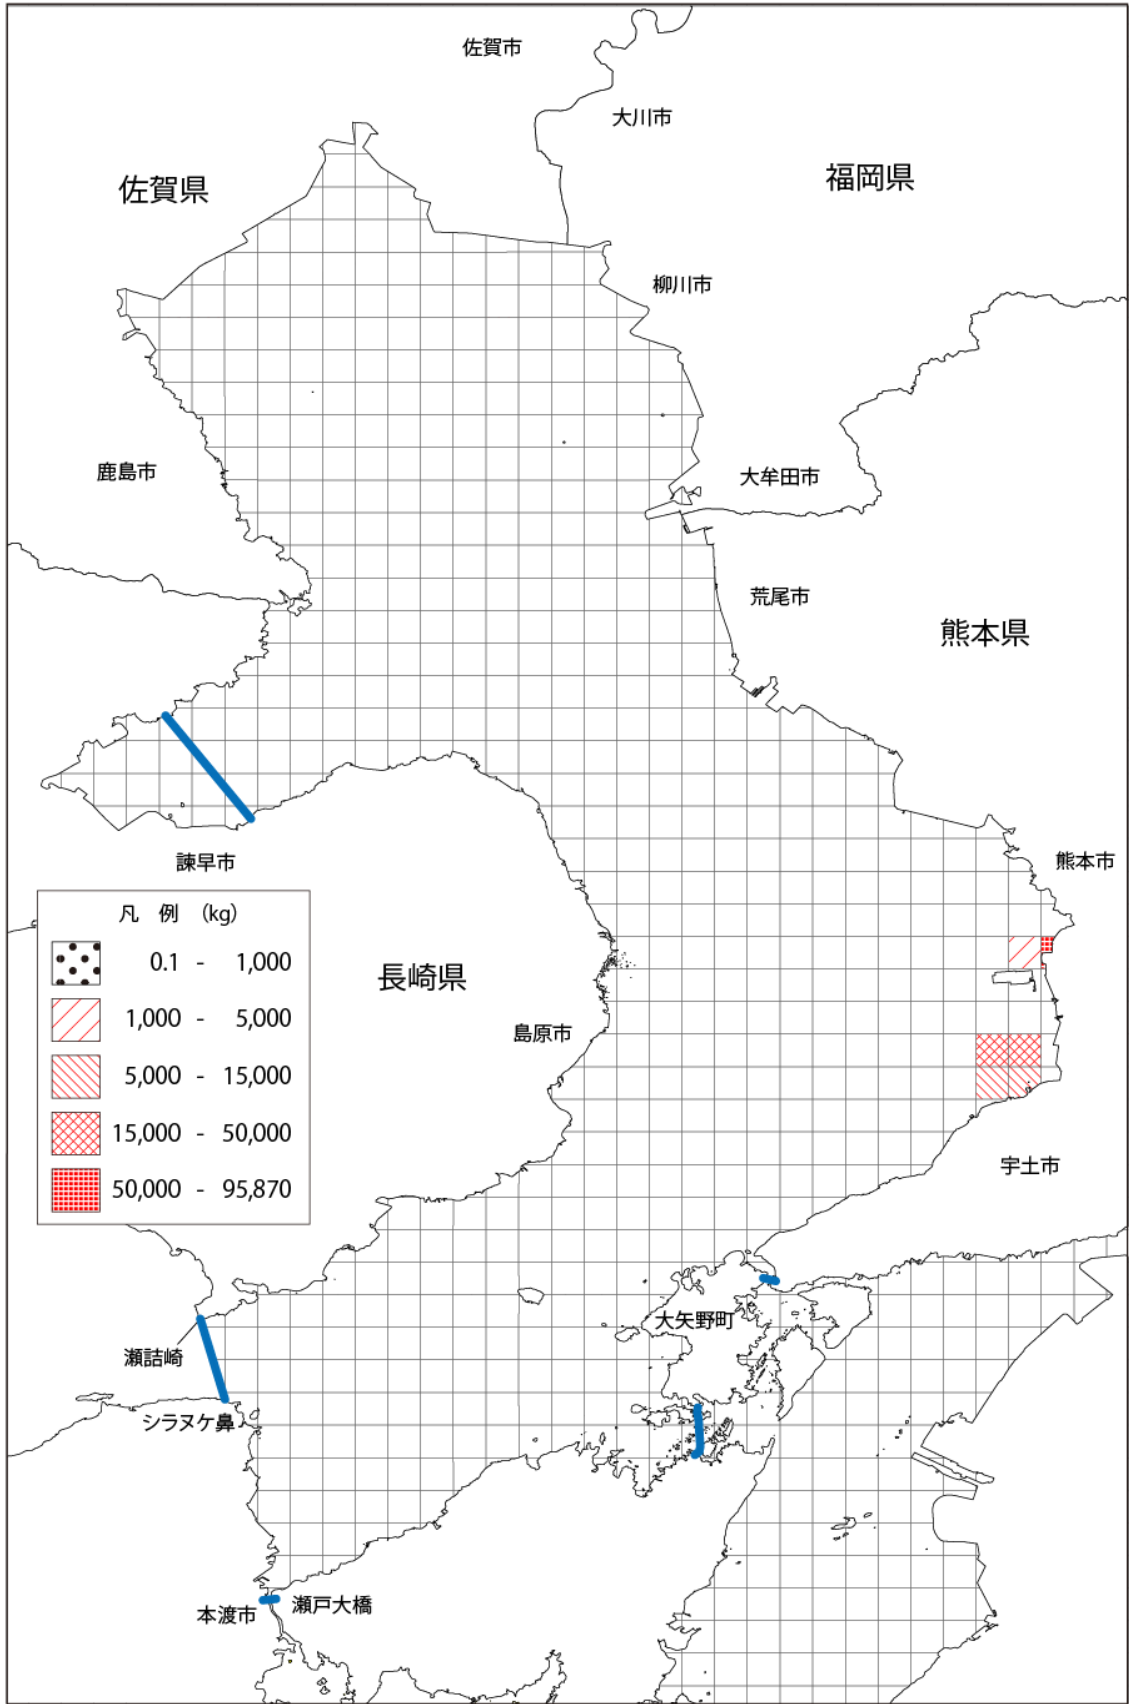 佐賀市
大川市
佐賀県
福岡県
柳川市
鹿島市
大牟田市
荒尾市
熊本県
諫早市
熊本市
凡 例 (kg)
0.1 - 1,000
1,000 - 5,000
5,000 - 15,000
15,000 - 50,000
50,000 - 95,870
長崎県
島原市
宇土市
大矢野町
瀬詰崎
シラヌケ鼻
本渡市
瀬戸大橋